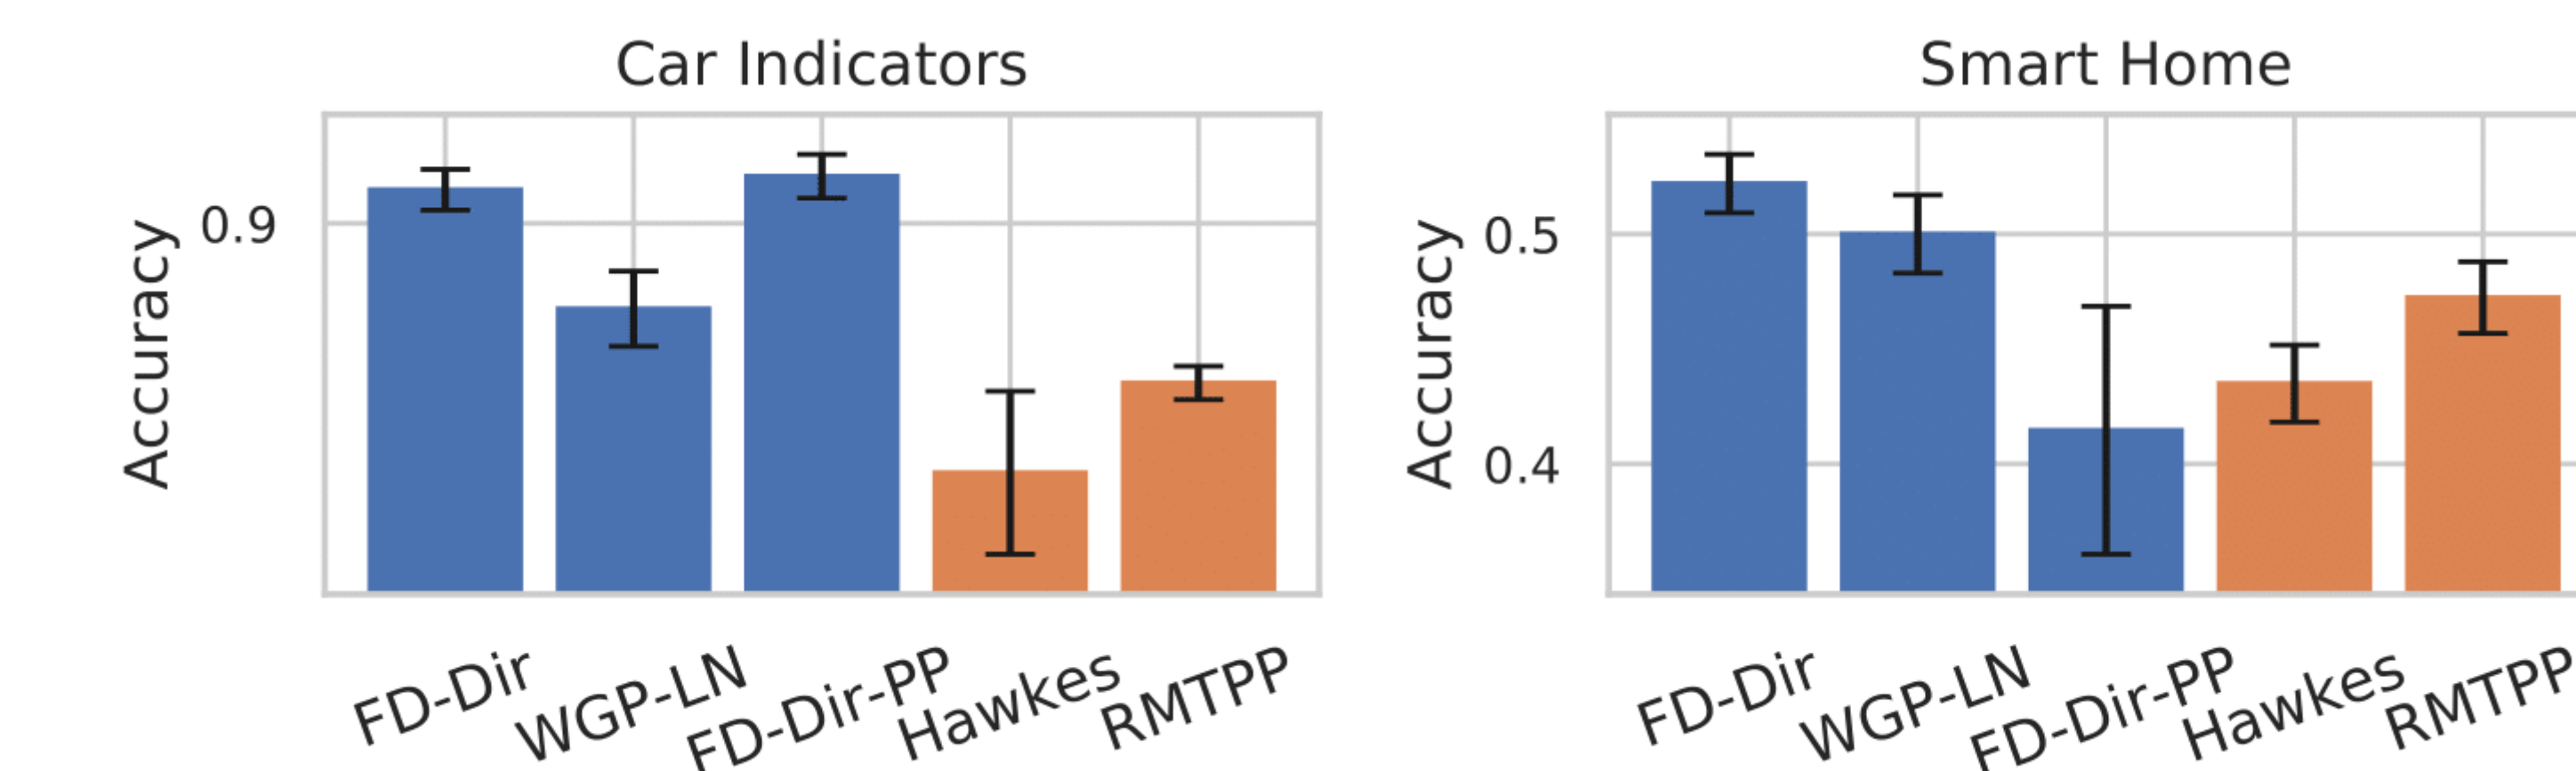 Car Indicators
Accuracy
0.9
FD-Dir
WGP-LN
FD-Dir-PP
Hawkes
RMTPP
Smart Home
Accuracy
0.5
0.4
FD-Dir
WGP-LN
FD-Dir-PP
Hawkes
RMTPP